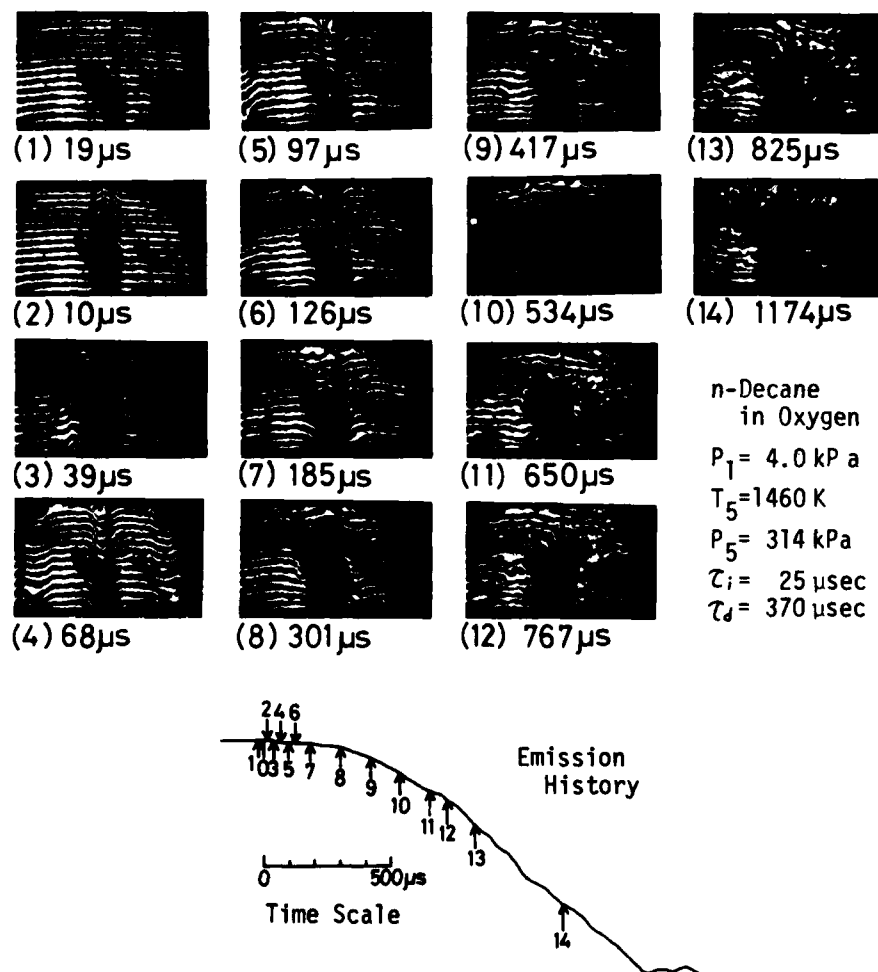 (1) 19μs
(5) 97μs
(9) 417μs
(13) 825μs
(2) 10μs
(6) 126μs
(10) 534μs
(14) 1174μs
(3) 39μs
(7) 185μs
(11) 650μs
(4) 68μs
(8) 301μs
(12) 767μs
n-Decane
in Oxygen
P1= 4.0 kP a
T5=1460 K
P5= 314 kPa
τi= 25 μsec
τd= 370 μsec
2 4 6
1 0 3 5 7 8 9 10 11 12 13 14
Emission
History
0 500μs
Time Scale